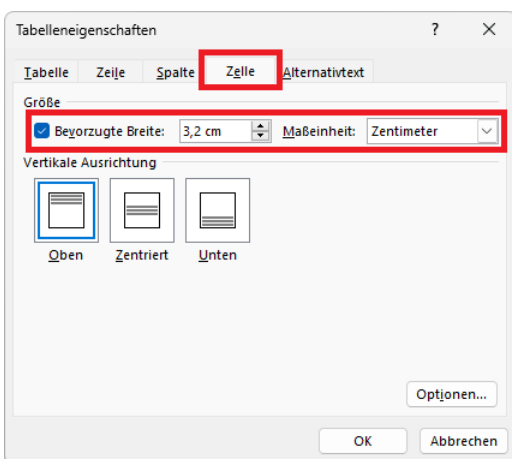 Tabelleneigenschaften ? ✕
Tabelle Zeile Spalte Zelle Alternativtext
Größe
Bevorzugte Breite: 3,2 cm Maßeinheit: Zentimeter
Vertikale Ausrichtung
Oben Zentriert Unten
Optionen...
OK Abbrechen